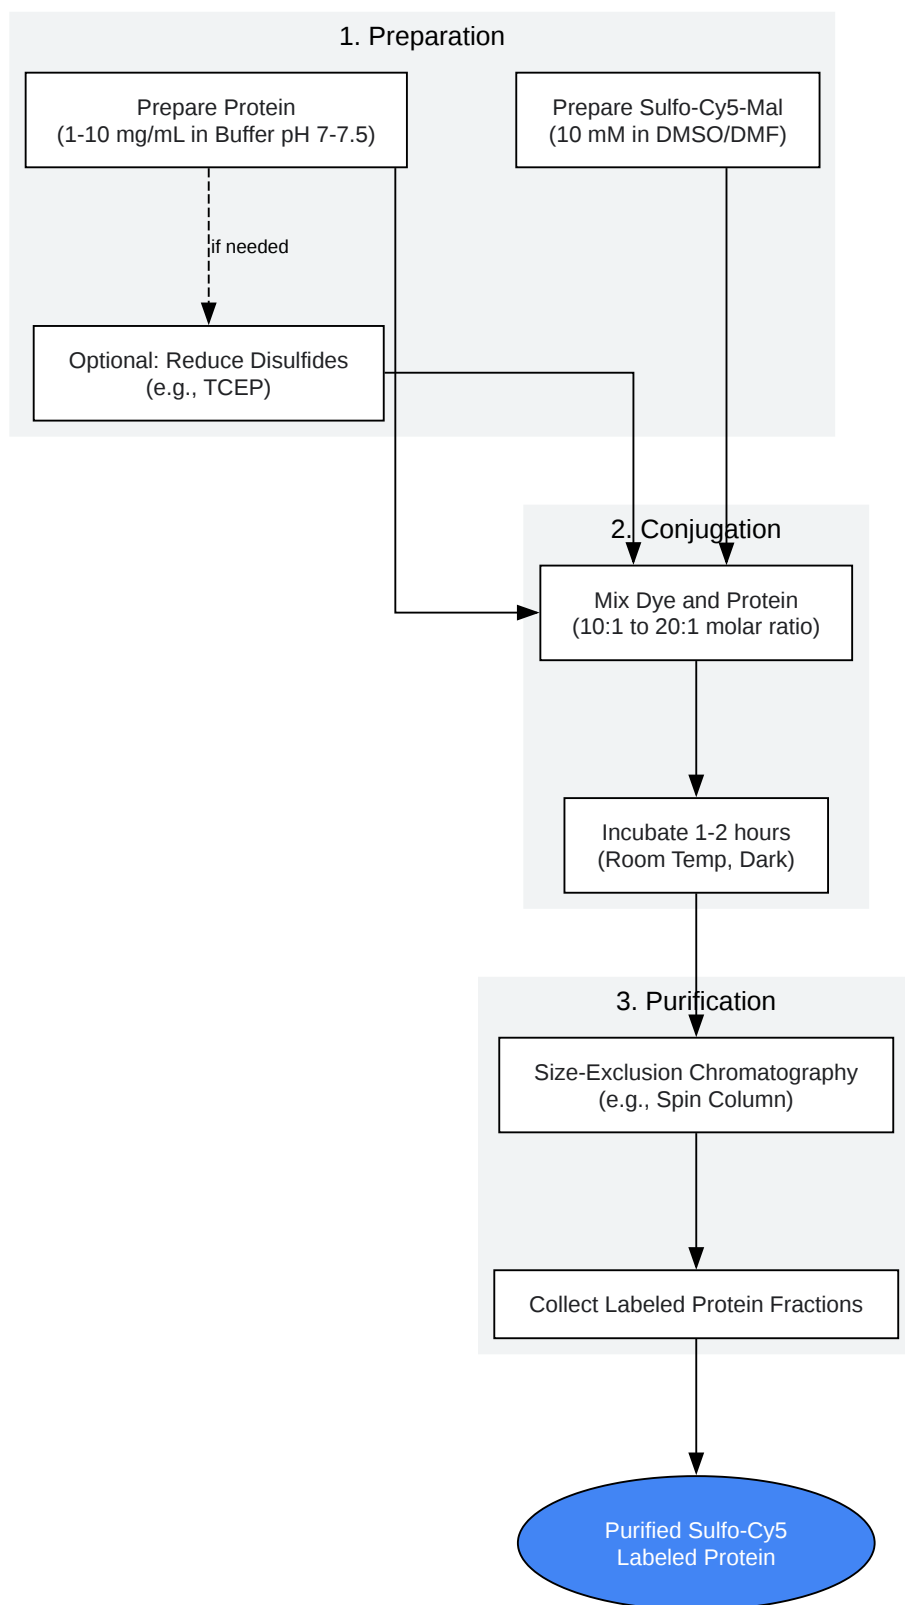 1. Preparation
Prepare Protein
(1-10 mg/mL in Buffer pH 7-7.5)
Prepare Sulfo-Cy5-Mal
(10 mM in DMSO/DMF)
if needed
Optional: Reduce Disulfides
(e.g., TCEP)
2. Conjugation
Mix Dye and Protein
(10:1 to 20:1 molar ratio)
Incubate 1-2 hours
(Room Temp, Dark)
3. Purification
Size-Exclusion Chromatography
(e.g., Spin Column)
Collect Labeled Protein Fractions
Purified Sulfo-Cy5
Labeled Protein